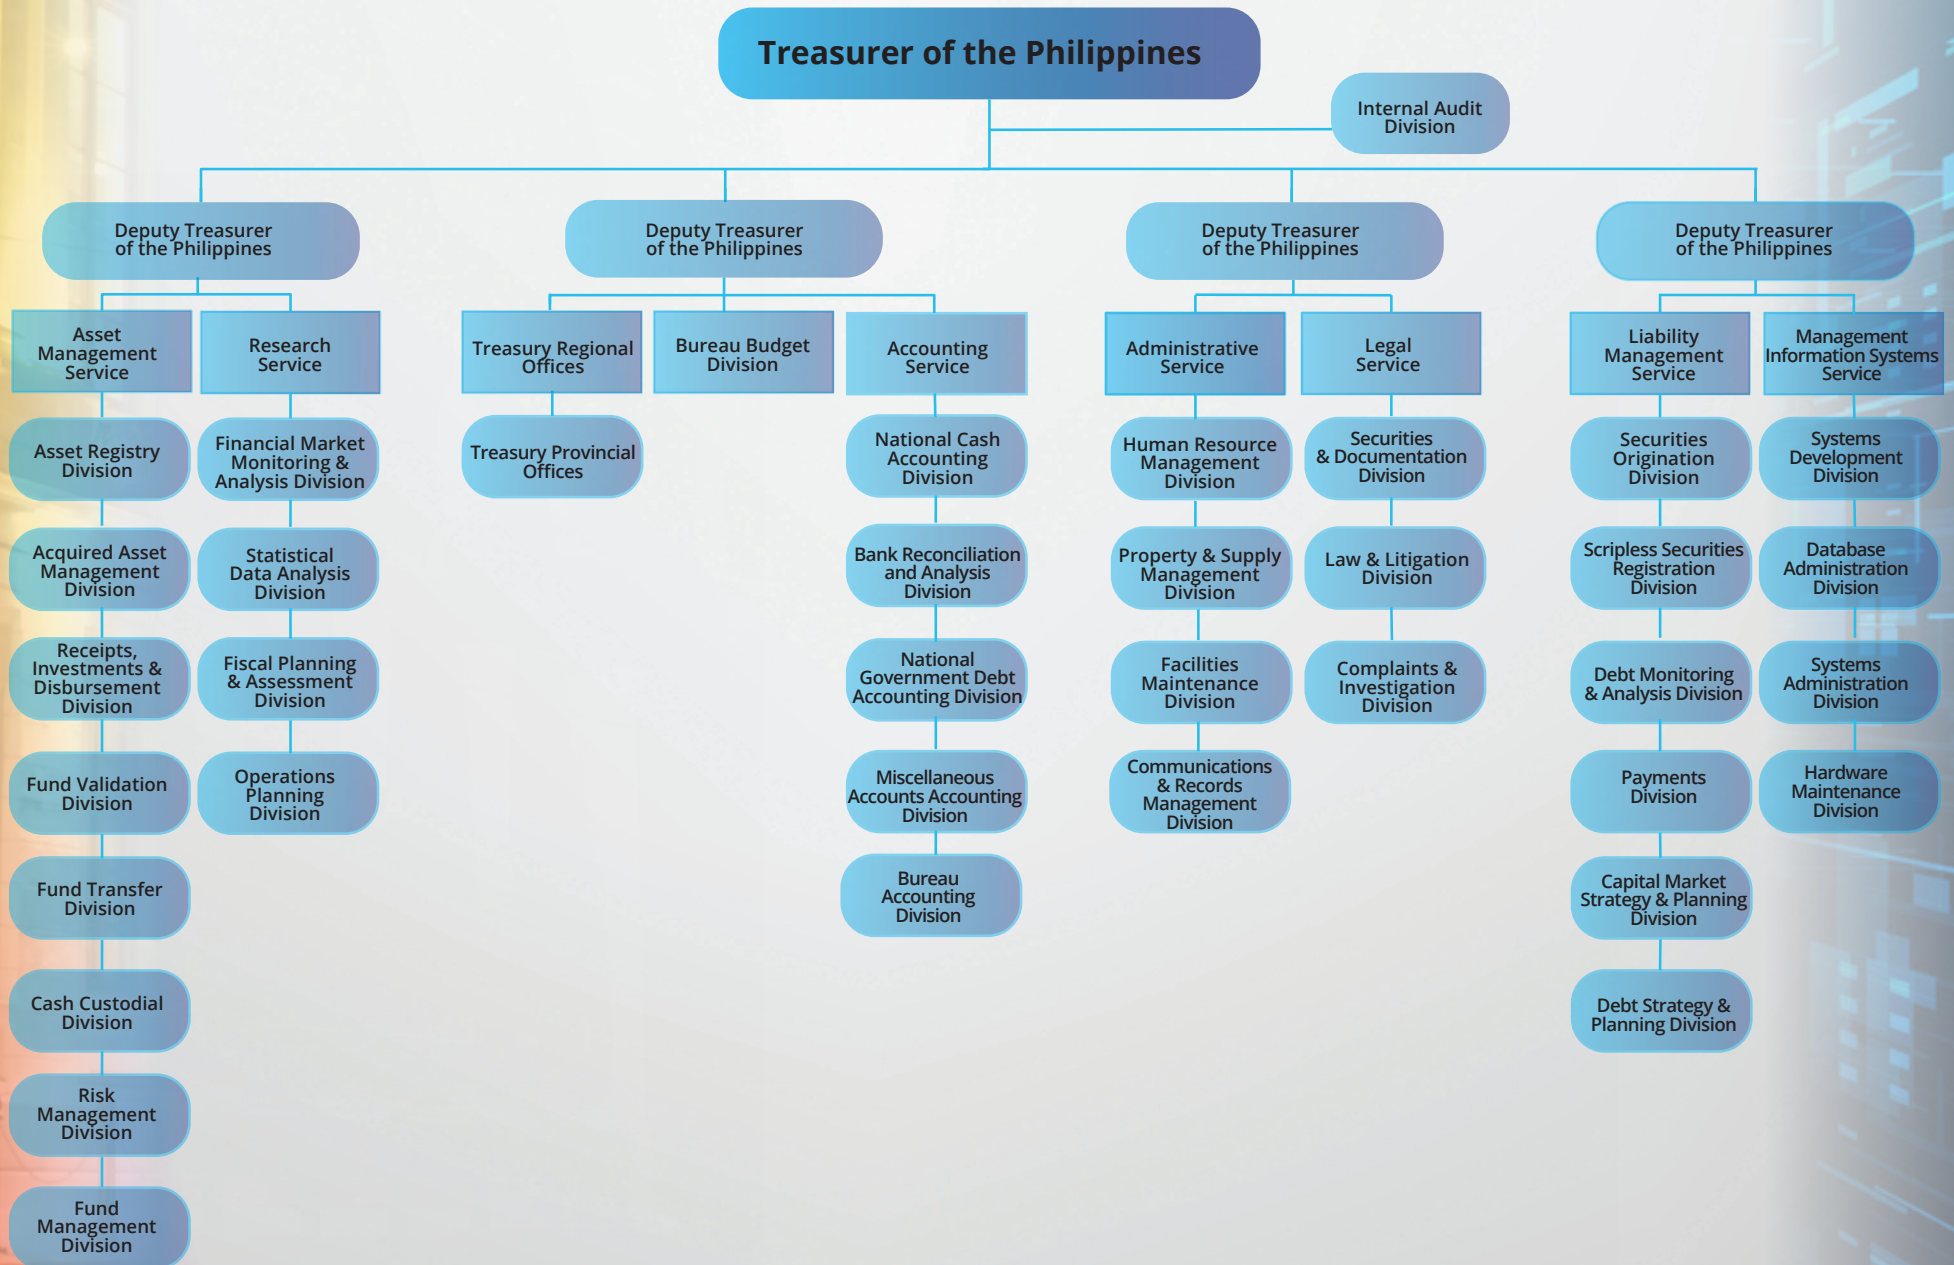 Treasurer of the Philippines
Internal Audit
Division
Deputy Treasurer
of the Philippines
Deputy Treasurer
of the Philippines
Deputy Treasurer
of the Philippines
Deputy Treasurer
of the Philippines
Asset
Management
Service
Asset Registry
Division
Acquired Asset
Management
Division
Receipts,
Investments &
Disbursement
Division
Fund Validation
Division
Fund Transfer
Division
Cash Custodial
Division
Risk
Management
Division
Fund
Management
Division
Research
Service
Financial Market
Monitoring &
Analysis Division
Statistical
Data Analysis
Division
Fiscal Planning
& Assessment
Division
Operations
Planning
Division
Treasury Regional
Offices
Treasury Provincial
Offices
Bureau Budget
Division
Accounting
Service
National Cash
Accounting
Division
Bank Reconciliation
and Analysis
Division
National
Government Debt
Accounting Division
Miscellaneous
Accounts Accounting
Division
Bureau
Accounting
Division
Administrative
Service
Human Resource
Management
Division
Property & Supply
Management
Division
Facilities
Maintenance
Division
Communications
& Records
Management
Division
Legal
Service
Securities
& Documentation
Division
Law & Litigation
Division
Complaints &
Investigation
Division
Liability
Management
Service
Securities
Origination
Division
Scripless Securities
Registration
Division
Debt Monitoring
& Analysis Division
Payments
Division
Capital Market
Strategy & Planning
Division
Debt Strategy &
Planning Division
Management
Information Systems
Service
Systems
Development
Division
Database
Administration
Division
Systems
Administration
Division
Hardware
Maintenance
Division